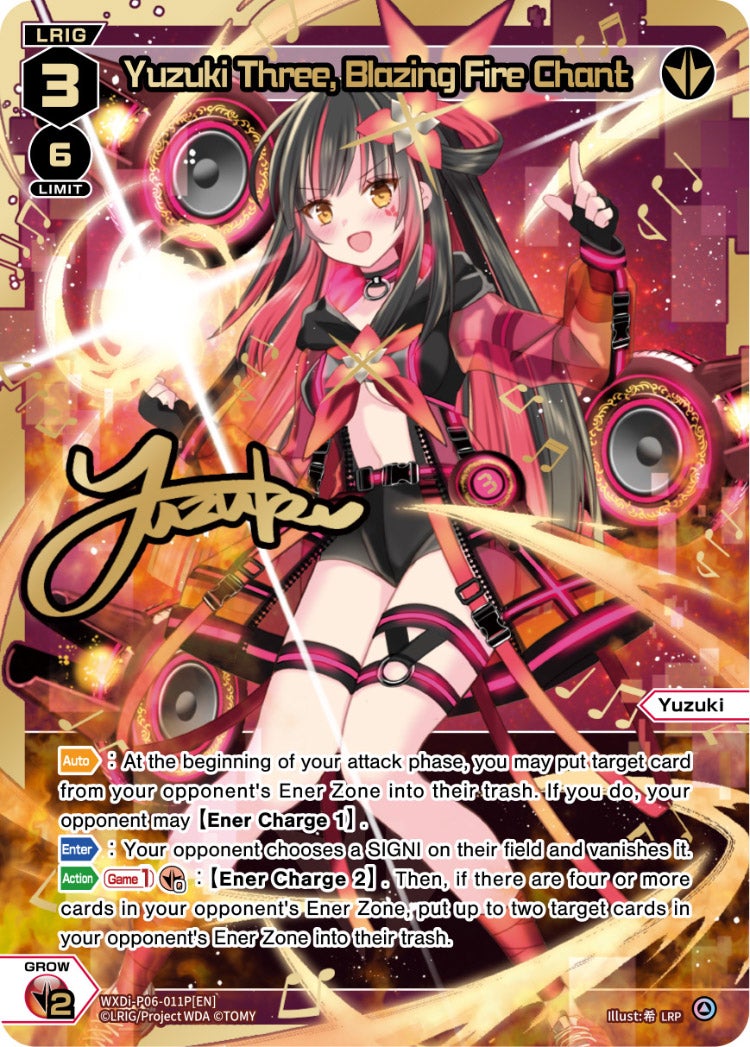 LRIG
3
Yuzuki Three, Blazing Fire Chant
6
LIMIT
Yuzuki
3
Yuzuki
Auto : At the beginning of your attack phase, you may put target card
from your opponent's Ener Zone into their trash. If you do, your
opponent may 【Ener Charge 1】.
Enter : Your opponent chooses a SIGNI on their field and vanishes it.
Action Game 1 0 : 【Ener Charge 2】. Then, if there are four or more
cards in your opponent's Ener Zone, put up to two target cards in
your opponent's Ener Zone into their trash.
GROW
2
WXDi-P06-011P[EN]
©LRIG/Project WDA ©TOMY
Illust:希 LRP